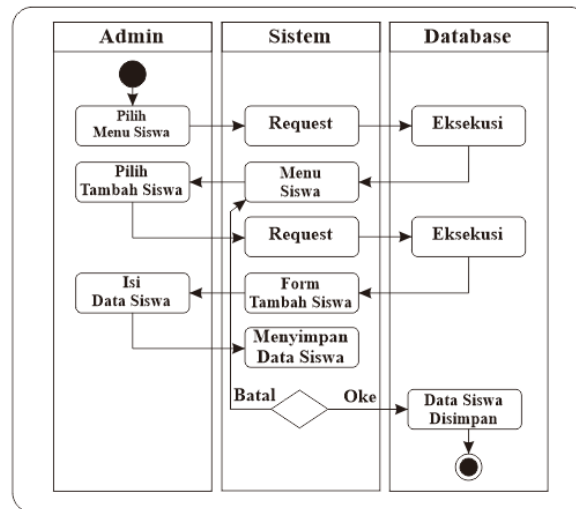 Admin
Sistem
Database
Pilih
Menu Siswa
Request
Eksekusi
Pilih
Tambah Siswa
Menu
Siswa
Request
Eksekusi
Isi
Data Siswa
Form
Tambah Siswa
Menyimpan
Data Siswa
Batal
Oke
Data Siswa
Disimpan